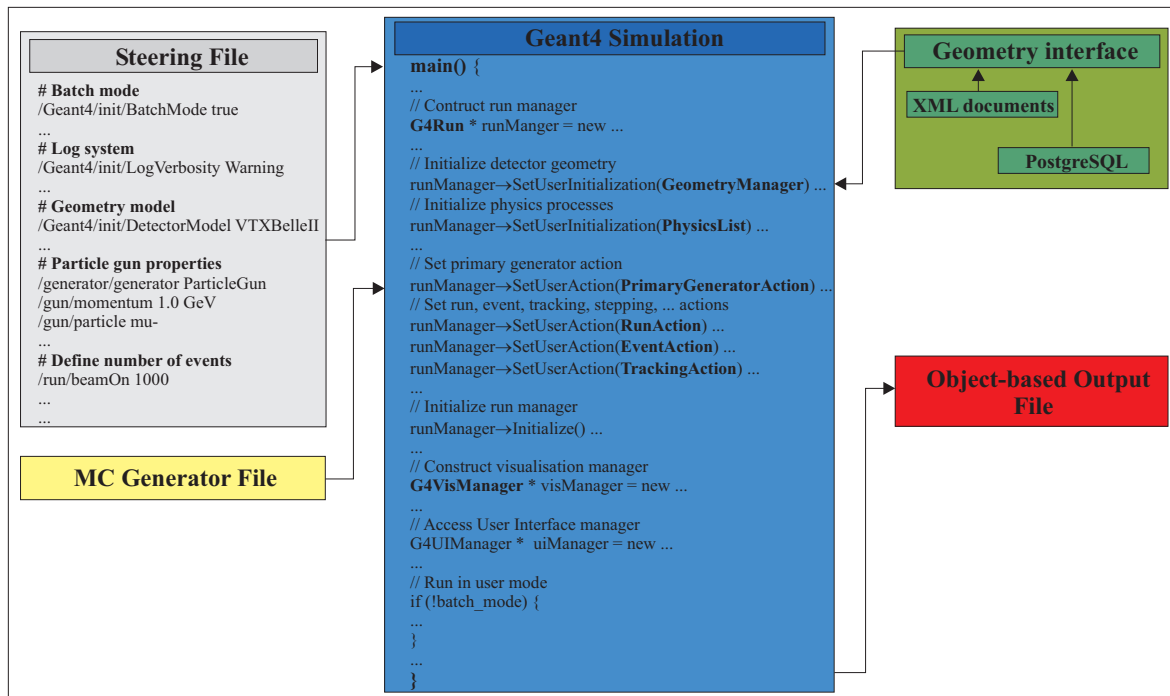 Steering File
# Batch mode
/Geant4/init/BatchMode true
...
# Log system
/Geant4/init/LogVerbosity Warning
...
# Geometry model
/Geant4/init/DetectorModel VTXBelleII
...
# Particle gun properties
/generator/generator ParticleGun
/gun/momentum 1.0 GeV
/gun/particle mu-
...
# Define number of events
/run/beamOn 1000
...
...
MC Generator File
Geant4 Simulation
main() {
...
// Contruct run manager
G4Run * runManger = new ...
...
// Initialize detector geometry
runManager→SetUserInitialization(GeometryManager) ...
// Initialize physics processes
runManager→SetUserInitialization(PhysicsList) ...
...
// Set primary generator action
runManager→SetUserAction(PrimaryGeneratorAction) ...
// Set run, event, tracking, stepping, ... actions
runManager→SetUserAction(RunAction) ...
runManager→SetUserAction(EventAction) ...
runManager→SetUserAction(TrackingAction) ...
...
// Initialize run manager
runManager→Initialize() ...
...
// Construct visualisation manager
G4VisManager * visManager = new ...
...
// Access User Interface manager
G4UIManager * uiManager = new ...
...
// Run in user mode
if (!batch_mode) {
...
}
...
}
Geometry interface
XML documents
PostgreSQL
Object-based Output
File